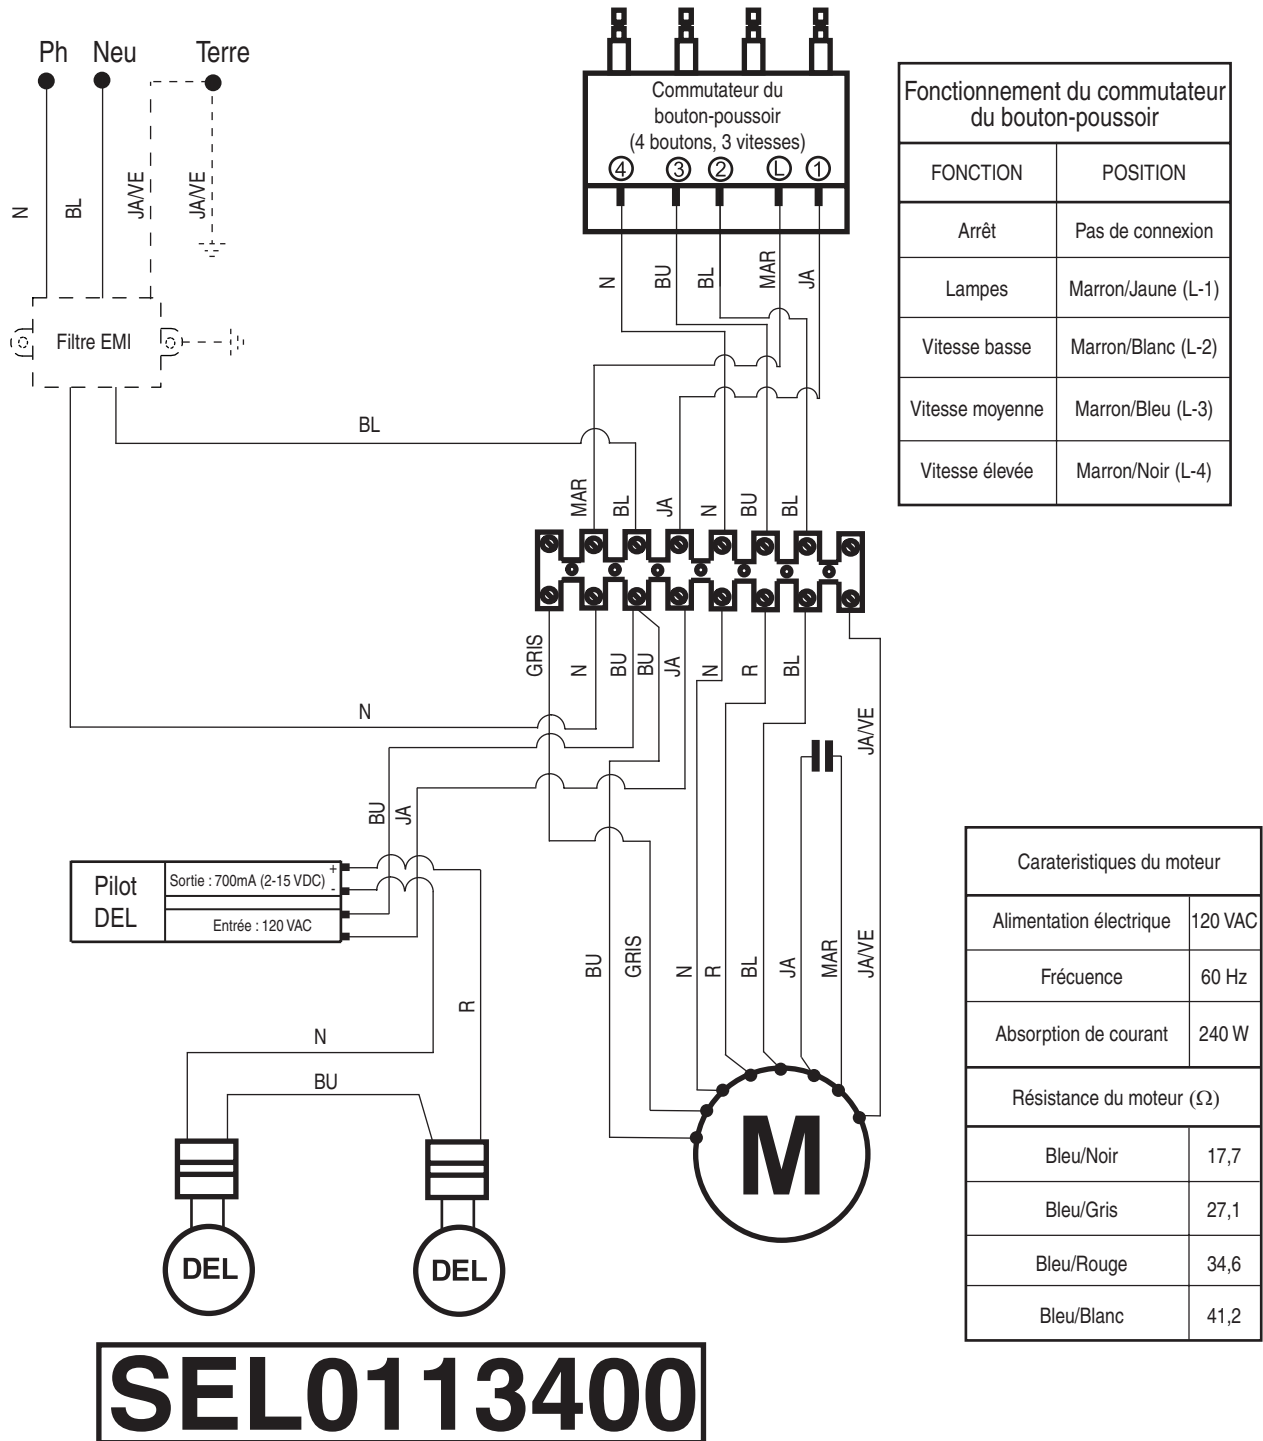 Ph
Neu
Terre
N
BL
JA/VE
JA/VE
Filtre EMI
Commutateur du
bouton-poussoir
(4 boutons, 3 vitesses)
4 3 2 L 1
N
BU
BL
MAR
JA
Fonctionnement du commutateur
du bouton-poussoir
FONCTION POSITION
Arrêt Pas de connexion
Lampes Marron/Jaune (L-1)
Vitesse basse Marron/Blanc (L-2)
Vitesse moyenne Marron/Bleu (L-3)
Vitesse élevée Marron/Noir (L-4)
BL
MAR
BL
JA
N
BU
BL
GRIS
N
BU
BU
JA
N
R
BL
JA/VE
N
BU
JA
Pilot
DEL
Sortie : 700mA (2-15 VDC)
+
-
Entrée : 120 VAC
BU
GRIS
N
R
BL
JA
MAR
JA/VE
R
N
BU
M
DEL
DEL
Carateristiques du moteur
Alimentation électrique 120 VAC
Frécuence 60 Hz
Absorption de courant 240 W
Résistance du moteur (Ω)
Bleu/Noir 17,7
Bleu/Gris 27,1
Bleu/Rouge 34,6
Bleu/Blanc 41,2
SEL0113400